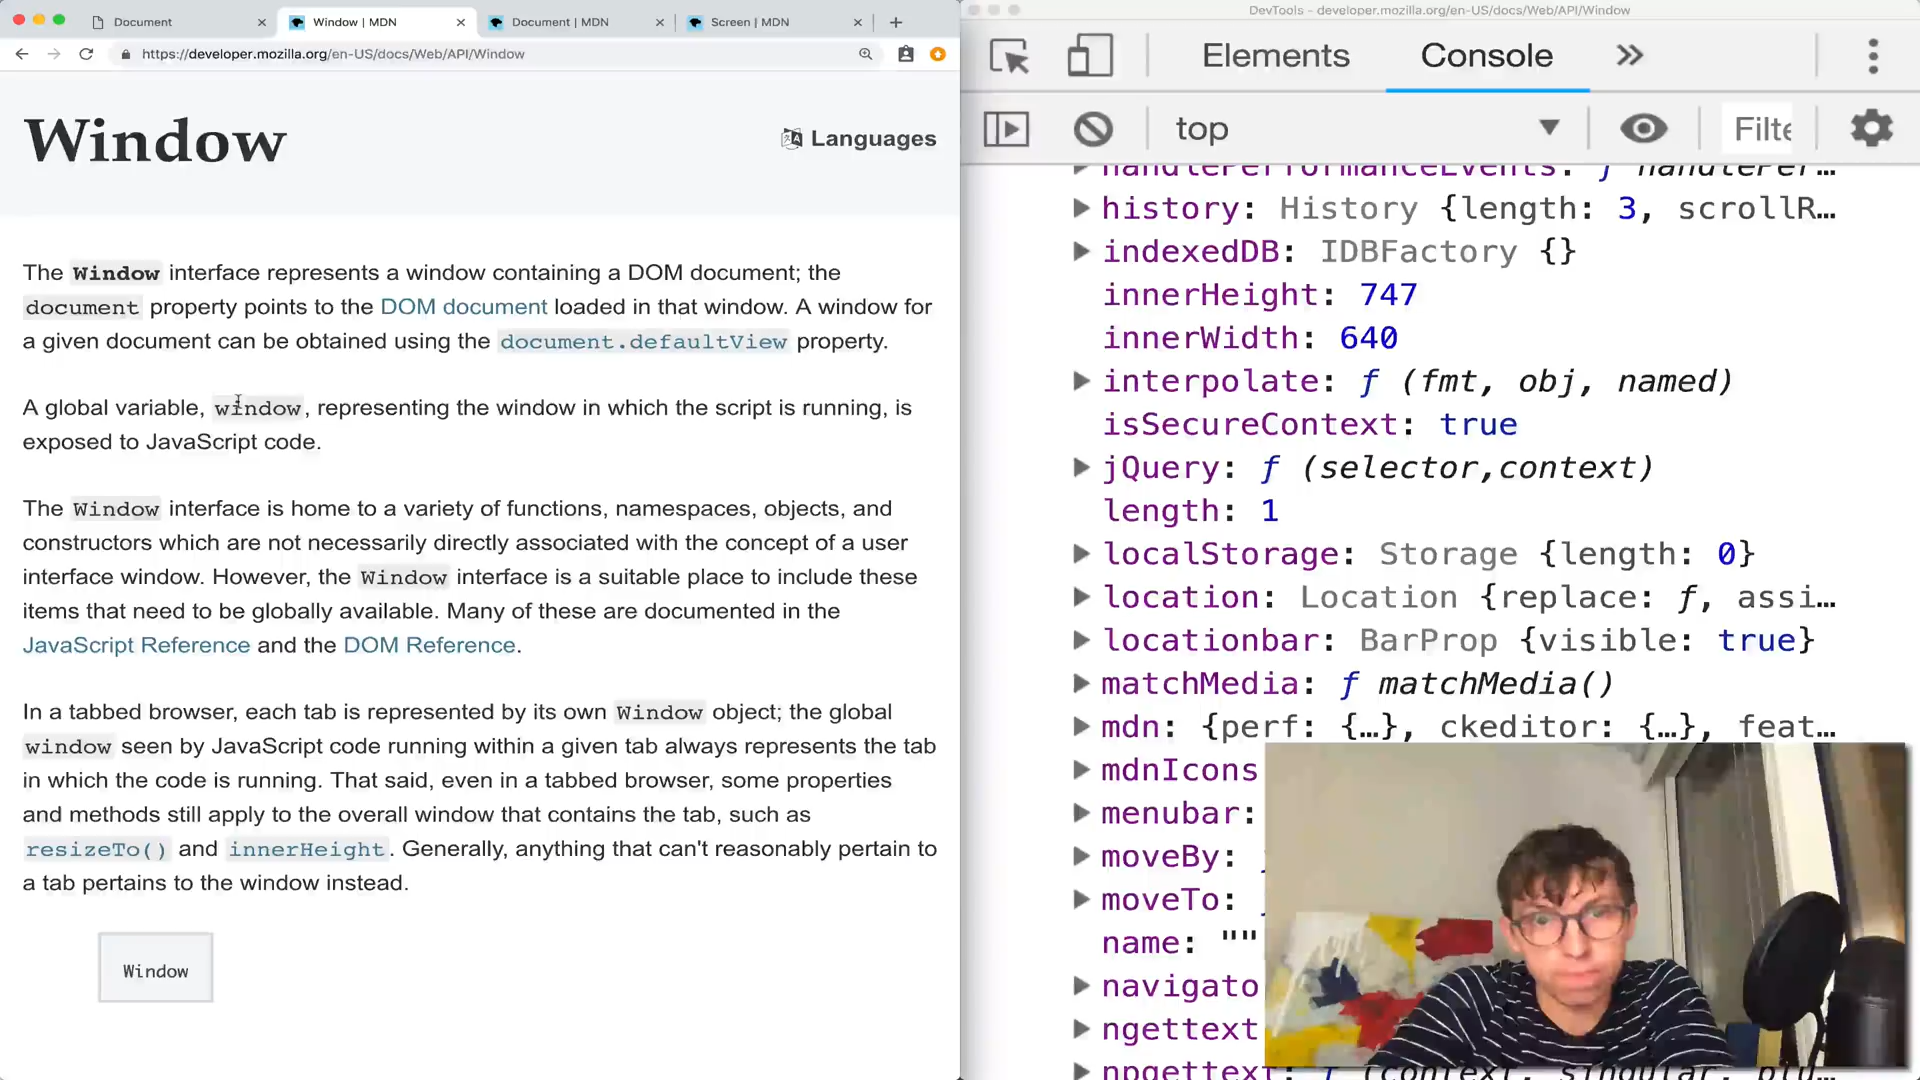 Document
Window | MDN
Document | MDN
Screen | MDN
https://developer.mozilla.org/en-US/docs/Web/API/Window
Window
Languages
The Window interface represents a window containing a DOM document; the
document property points to the DOM document loaded in that window. A window for
a given document can be obtained using the document.defaultView property.
A global variable, window, representing the window in which the script is running, is
exposed to JavaScript code.
The Window interface is home to a variety of functions, namespaces, objects, and
constructors which are not necessarily directly associated with the concept of a user
interface window. However, the Window interface is a suitable place to include these
items that need to be globally available. Many of these are documented in the
JavaScript Reference and the DOM Reference.
In a tabbed browser, each tab is represented by its own Window object; the global
window seen by JavaScript code running within a given tab always represents the tab
in which the code is running. That said, even in a tabbed browser, some properties
and methods still apply to the overall window that contains the tab, such as
resizeTo() and innerHeight. Generally, anything that can't reasonably pertain to
a tab pertains to the window instead.
Window
DevTools - developer.mozilla.org/en-US/docs/Web/API/Window
Elements Console
top Filte
handlePerformanceEvents: ƒ handlePer…
history: History {length: 3, scrollR…
indexedDB: IDBFactory {}
innerHeight: 747
innerWidth: 640
interpolate: ƒ (fmt, obj, named)
isSecureContext: true
jQuery: ƒ (selector,context)
length: 1
localStorage: Storage {length: 0}
location: Location {replace: ƒ, assi…
locationbar: BarProp {visible: true}
matchMedia: ƒ matchMedia()
mdn: {perf: {…}, ckeditor: {…}, feat…
mdnIcons
menubar:
moveBy:
moveTo:
name: ""
navigato
ngettext
npgettext: ƒ (context, singular, plu